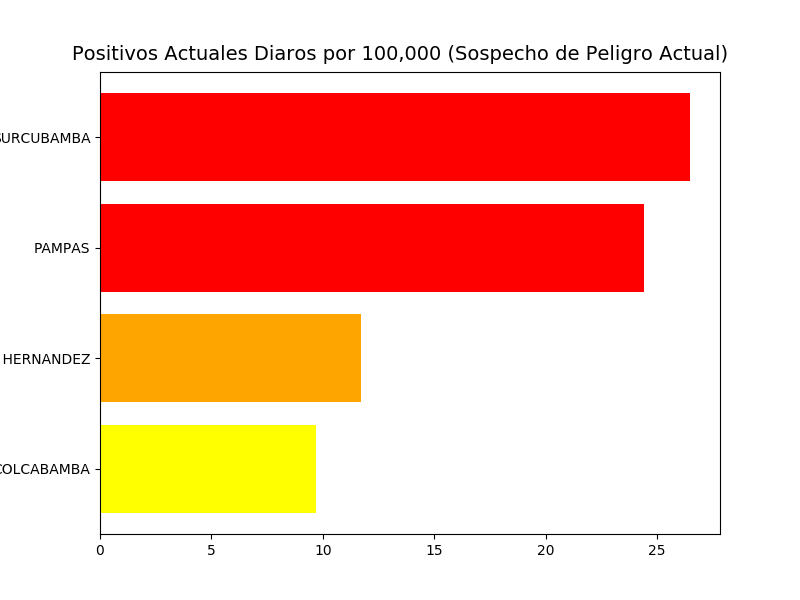 Positivos Actuales Diaros por 100,000 (Sospecho de Peligro Actual)
SURCUBAMBA
PAMPAS
HERNANDEZ
COLCABAMBA
0 5 10 15 20 25